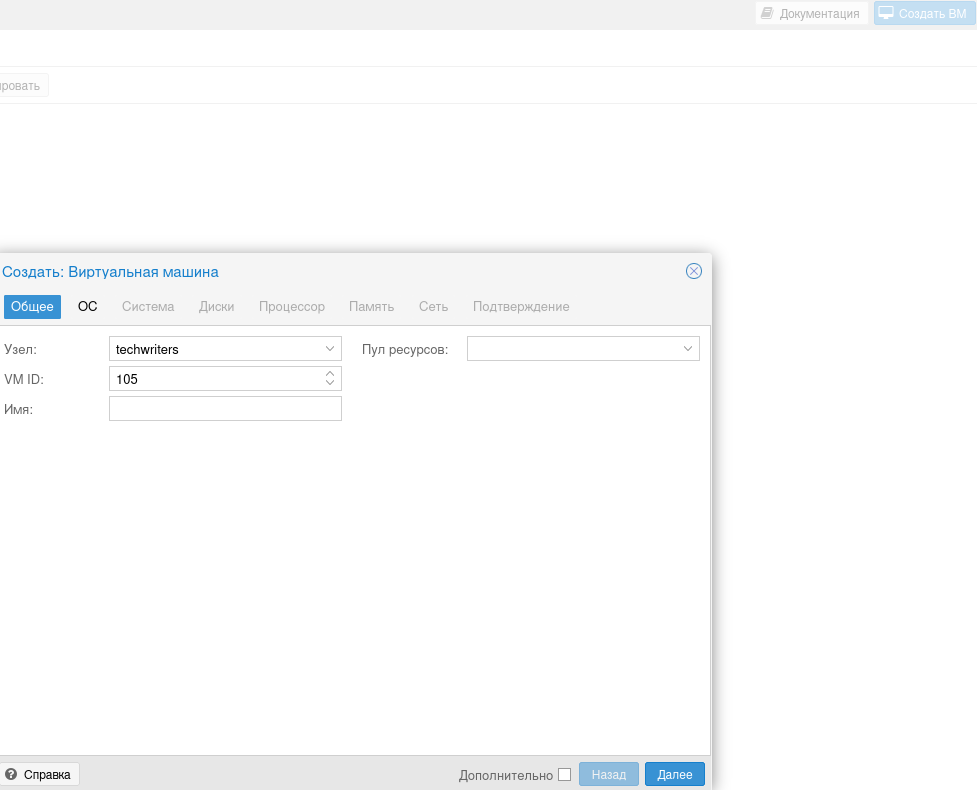 Документация Создать ВМ
Создать: Виртуальная машина
Общее ОС Система Диски Процессор Память Сеть Подтверждение
Узел: techwriters Пул ресурсов:
VM ID: 105
Имя:
Справка Дополнительно Назад Далее